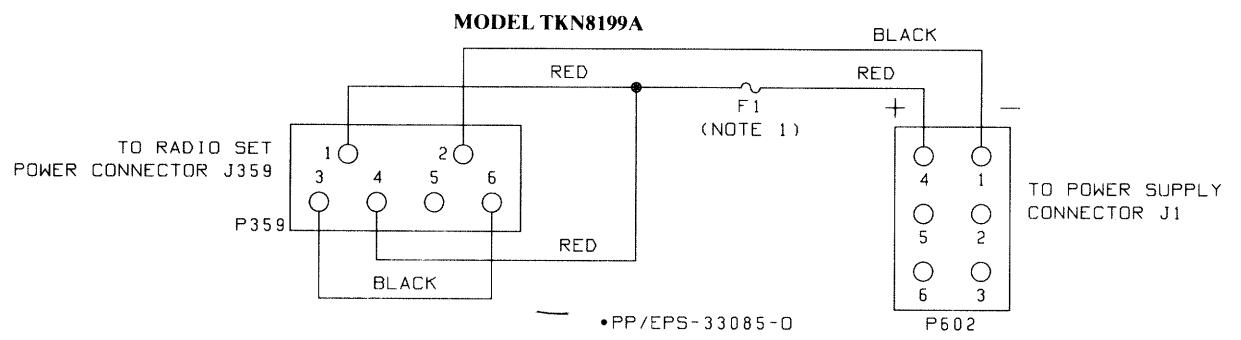 MODEL TKN8199A
BLACK
RED
RED
F1
(NOTE 1)
+
—
TO RADIO SET
POWER CONNECTOR J359
1
2
3
4
5
6
P359
RED
BLACK
4
1
5
2
6
3
TO POWER SUPPLY
CONNECTOR J1
P602
•PP/EPS-33085-0